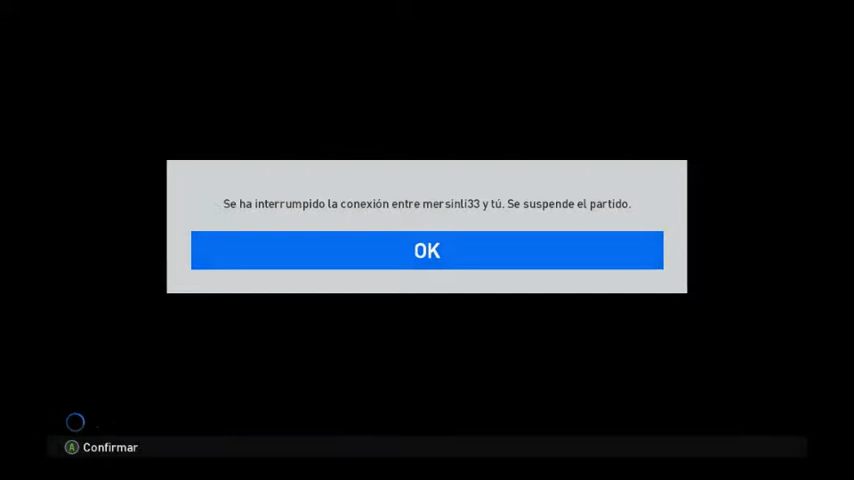 Se ha interrumpido la conexión entre mersinli33 y tú. Se suspende el partido.
OK
A Confirmar